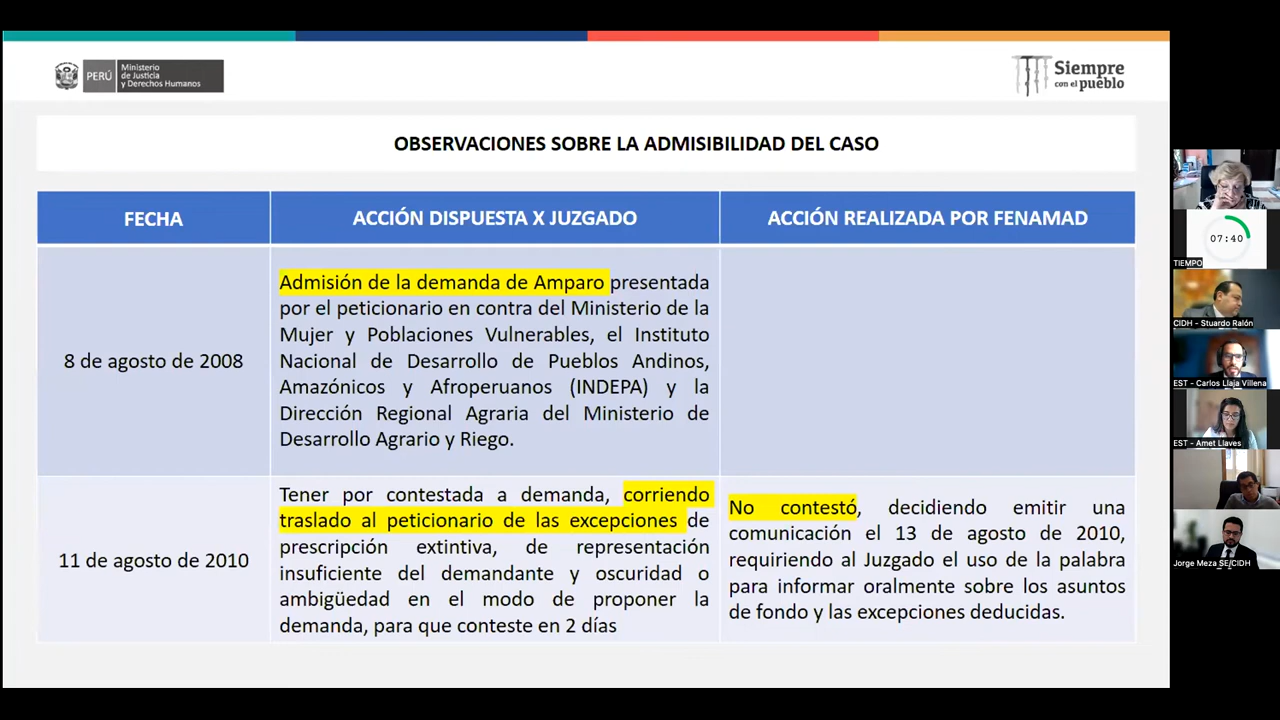 PERÚ
Ministerio
de Justicia
y Derechos Humanos
Siempre
con el pueblo
OBSERVACIONES SOBRE LA ADMISIBILIDAD DEL CASO
FECHA
ACCIÓN DISPUESTA X JUZGADO
ACCIÓN REALIZADA POR FENAMAD
8 de agosto de 2008
Admisión de la demanda de Amparo presentada
por el peticionario en contra del Ministerio de la
Mujer y Poblaciones Vulnerables, el Instituto
Nacional de Desarrollo de Pueblos Andinos,
Amazónicos y Afroperuanos (INDEPA) y la
Dirección Regional Agraria del Ministerio de
Desarrollo Agrario y Riego.
11 de agosto de 2010
Tener por contestada a demanda, corriendo
traslado al peticionario de las excepciones de
prescripción extintiva, de representación
insuficiente del demandante y oscuridad o
ambigüedad en el modo de proponer la
demanda, para que conteste en 2 días
No contestó, decidiendo emitir una
comunicación el 13 de agosto de 2010,
requiriendo al Juzgado el uso de la palabra
para informar oralmente sobre los asuntos
de fondo y las excepciones deducidas.
07:40
TIEMPO
CIDH - Stuardo Ralón
EST - Carlos Llaja Villena
EST - Amet Llaves
Jorge Meza SE/CIDH